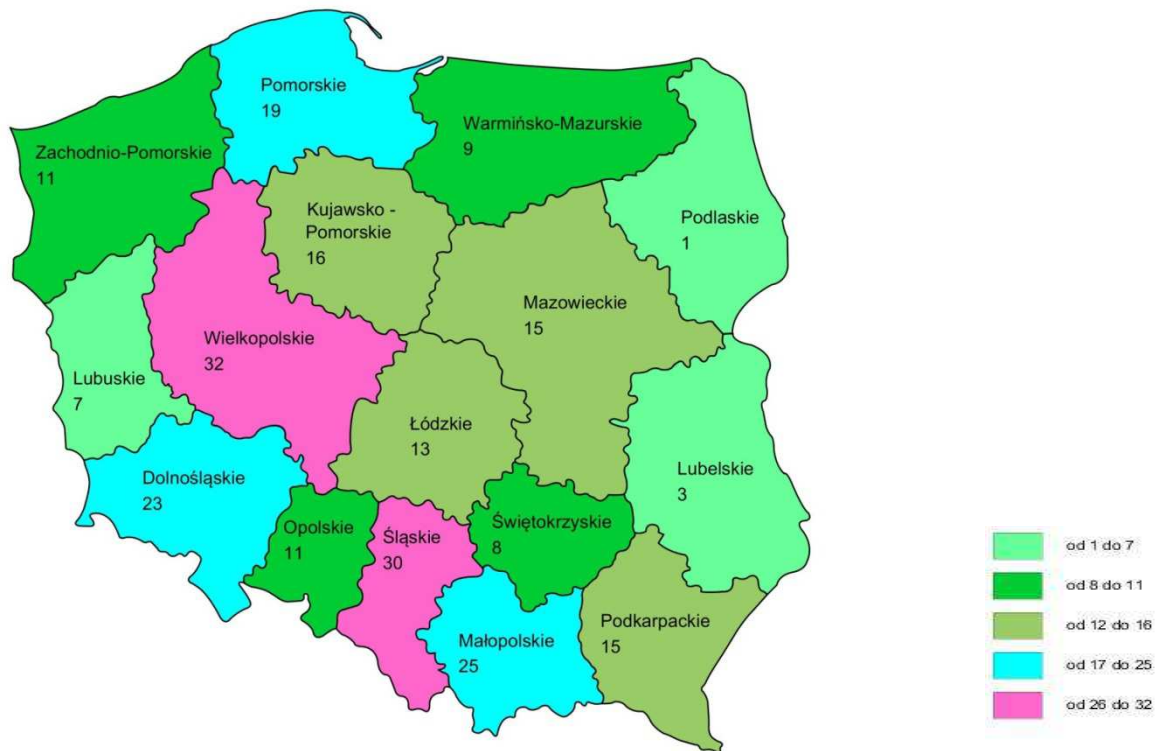 Pomorskie
19
Warmińsko-Mazurskie
9
Zachodnio-Pomorskie
11
Kujawsko -
Pomorskie
16
Podlaskie
1
Mazowieckie
15
Wielkopolskie
32
Lubuskie
7
Łódzkie
13
Dolnośląskie
23
Lubelskie
3
Opolskie
11
Śląskie
30
Świętokrzyskie
8
Małopolskie
25
Podkarpackie
15
od 1 do 7
od 8 do 11
od 12 do 16
od 17 do 25
od 26 do 32